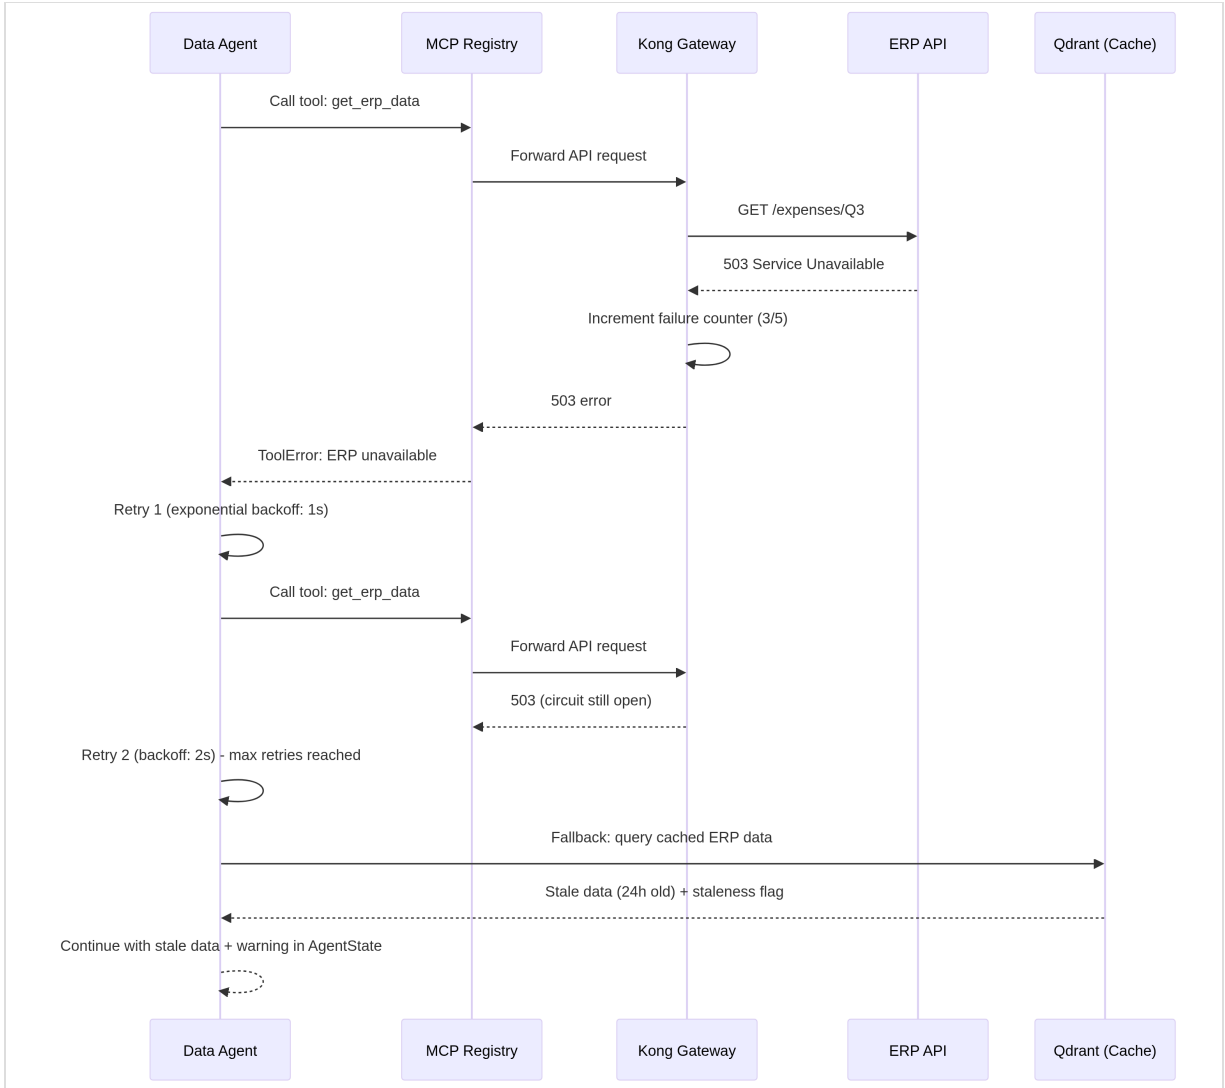 Data Agent
MCP Registry
Kong Gateway
ERP API
Qdrant (Cache)
Call tool: get_erp_data
Forward API request
GET /expenses/Q3
503 Service Unavailable
Increment failure counter (3/5)
503 error
ToolError: ERP unavailable
Retry 1 (exponential backoff: 1s)
Call tool: get_erp_data
Forward API request
503 (circuit still open)
Retry 2 (backoff: 2s) - max retries reached
Fallback: query cached ERP data
Stale data (24h old) + staleness flag
Continue with stale data + warning in AgentState
Data Agent
MCP Registry
Kong Gateway
ERP API
Qdrant (Cache)